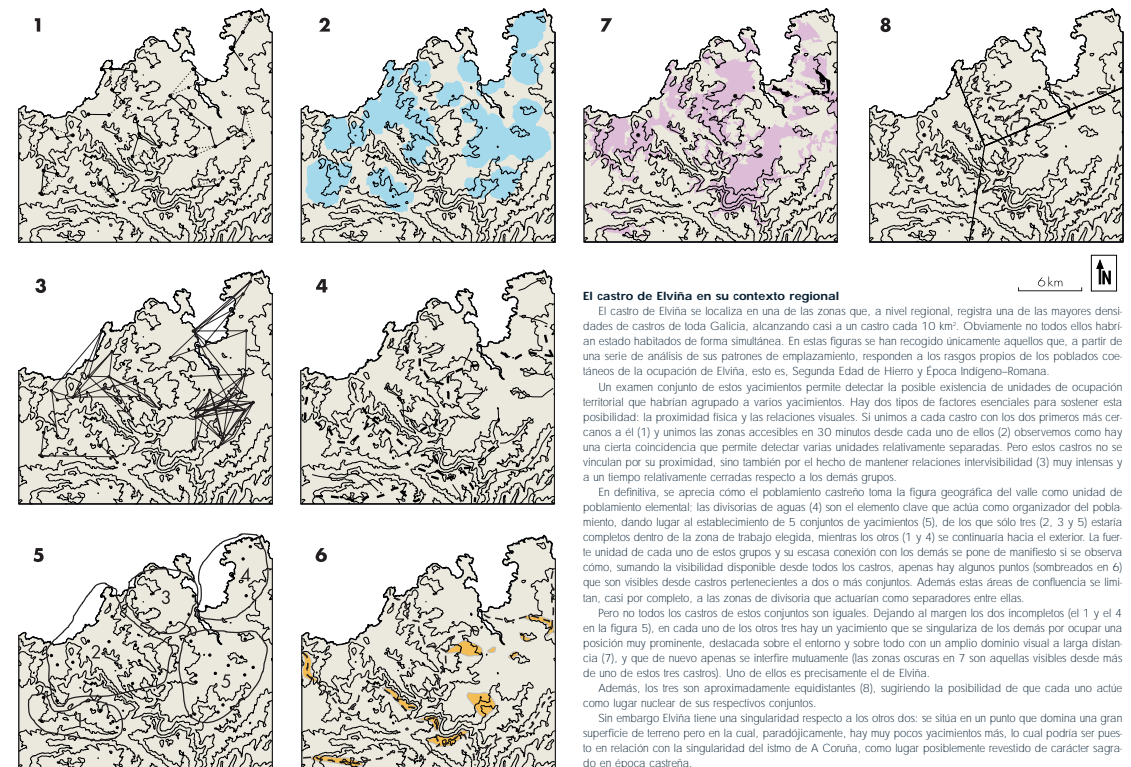 1
2
7
8
3
4
6 km
N
5
4
3
2
1
5
6
El castro de Elviña en su contexto regional
El castro de Elviña se localiza en una de las zonas que, a nivel regional, registra una de las mayores densi-
dades de castros de toda Galicia, alcanzando casi a un castro cada 10 km². Obviamente no todos ellos habrí-
an estado habitados de forma simultánea. En estas figuras se han recogido únicamente aquellos que, a partir de
una serie de análisis de sus patrones de emplazamiento, responden a los rasgos propios de los poblados coe-
táneos de la ocupación de Elviña, esto es, Segunda Edad de Hierro y Época Indígeno–Romana.
Un examen conjunto de estos yacimientos permite detectar la posible existencia de unidades de ocupación
territorial que habrían agrupado a varios yacimientos. Hay dos tipos de factores esenciales para sostener esta
posibilidad: la proximidad física y las relaciones visuales. Si unimos a cada castro con los dos primeros más cer-
canos a él (1) y unimos las zonas accesibles en 30 minutos desde cada uno de ellos (2) observemos como hay
una cierta coincidencia que permite detectar varias unidades relativamente separadas. Pero estos castros no se
vinculan por su proximidad, sino también por el hecho de mantener relaciones intervisibilidad (3) muy intensas y
a un tiempo relativamente cerradas respecto a los demás grupos.
En definitiva, se aprecia cómo el poblamiento castreño toma la figura geográfica del valle como unidad de
poblamiento elemental; las divisorias de aguas (4) son el elemento clave que actúa como organizador del pobla-
miento, dando lugar al establecimiento de 5 conjuntos de yacimientos (5), de los que sólo tres (2, 3 y 5) estaría
completos dentro de la zona de trabajo elegida, mientras los otros (1 y 4) se continuaría hacia el exterior. La fuer-
te unidad de cada uno de estos grupos y su escasa conexión con los demás se pone de manifiesto si se observa
cómo, sumando la visibilidad disponible desde todos los castros, apenas hay algunos puntos (sombreados en 6)
que son visibles desde castros pertenecientes a dos o más conjuntos. Además estas áreas de confluencia se limi-
tan, casi por completo, a las zonas de divisoria que actuarían como separadores entre ellas.
Pero no todos los castros de estos conjuntos son iguales. Dejando al margen los dos incompletos (el 1 y el 4
en la figura 5), en cada uno de los otros tres hay un yacimiento que se singulariza de los demás por ocupar una
posición muy prominente, destacada sobre el entorno y sobre todo con un amplio dominio visual a larga distan-
cia (7), y que de nuevo apenas se interfire mutuamente (las zonas oscuras en 7 son aquellas visibles desde más
de uno de estos tres castros). Uno de ellos es precisamente el de Elviña.
Además, los tres son aproximadamente equidistantes (8), sugiriendo la posibilidad de que cada uno actúe
como lugar nuclear de sus respectivos conjuntos.
Sin embargo Elviña tiene una singularidad respecto a los otros dos: se sitúa en un punto que domina una gran
superficie de terreno pero en la cual, paradójicamente, hay muy pocos yacimientos más, lo cual podría ser pues-
to en relación con la singularidad del istmo de A Coruña, como lugar posiblemente revestido de carácter sagra-
do en época castreña.